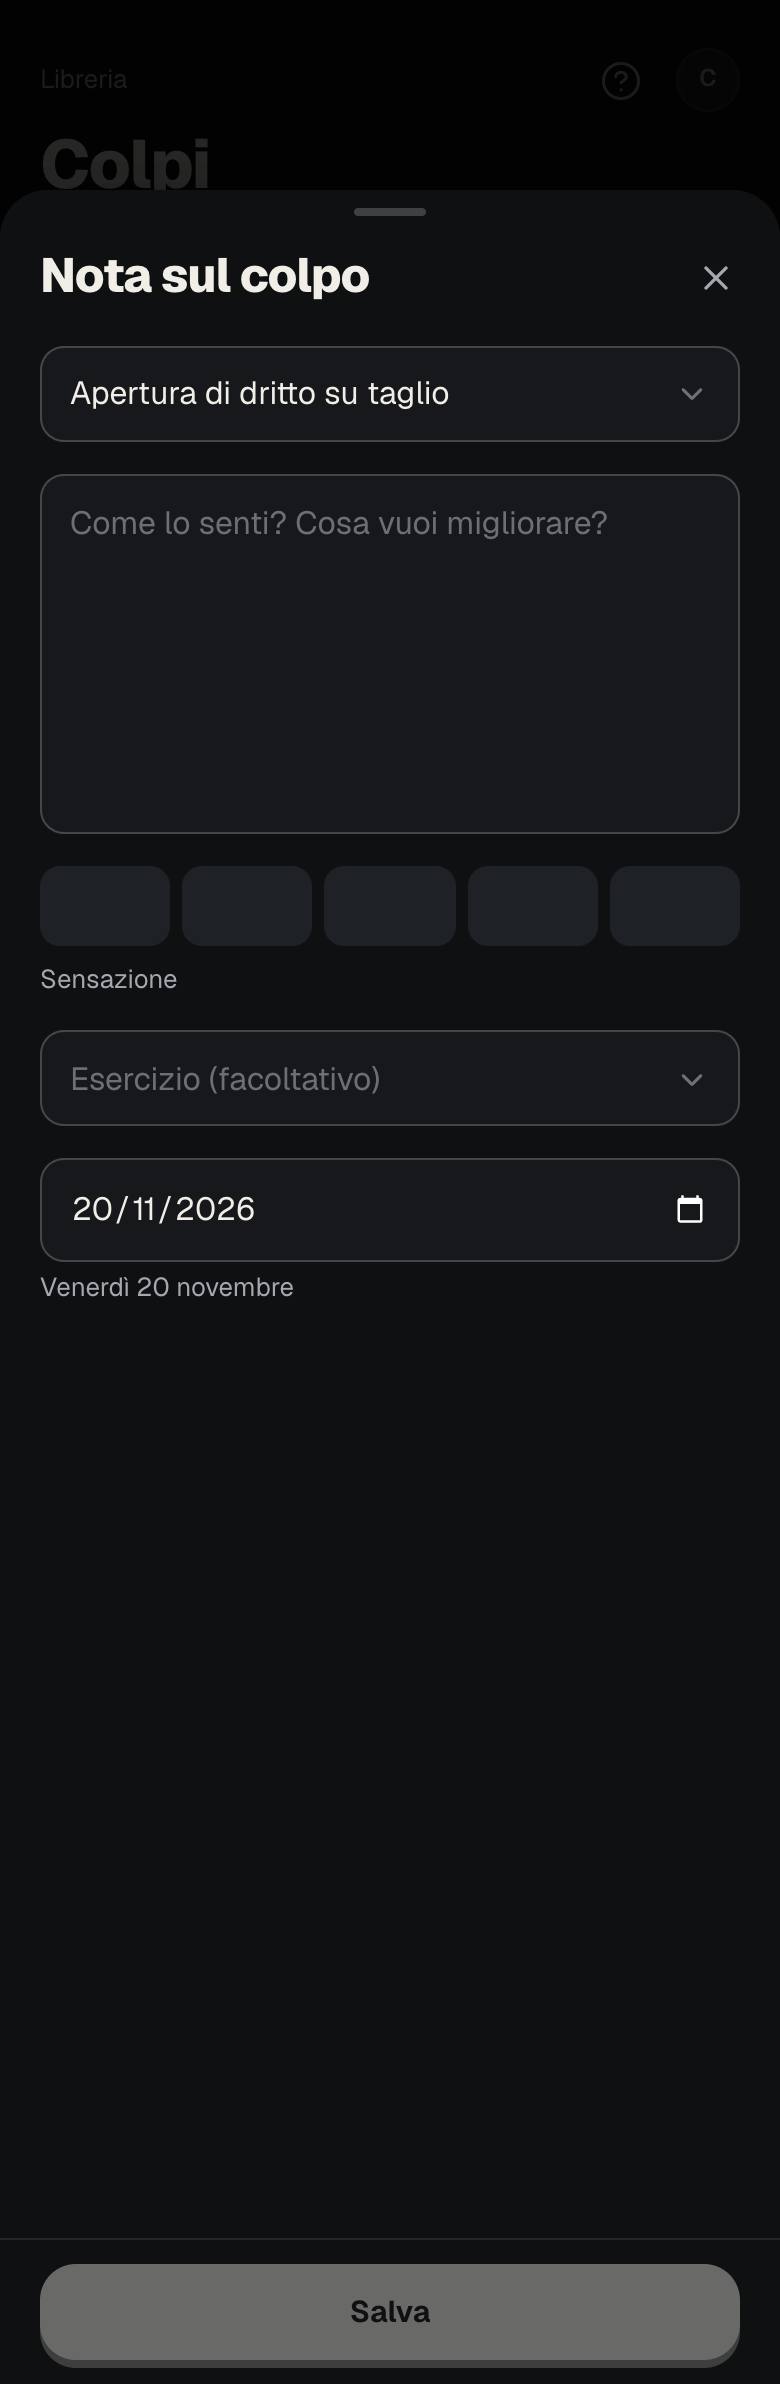 Libreria
?
C
Colpi
Nota sul colpo
Apertura di dritto su taglio
Come lo senti? Cosa vuoi migliorare?
Sensazione
Esercizio (facoltativo)
20/11/2026
Venerdì 20 novembre
Salva